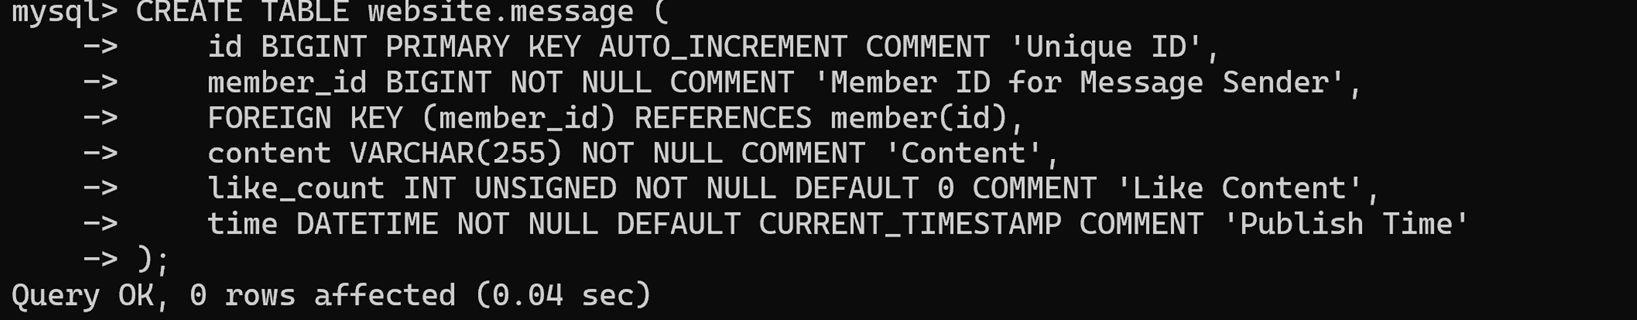 mysql> CREATE TABLE website.message (
    ->     id BIGINT PRIMARY KEY AUTO_INCREMENT COMMENT 'Unique ID',
    ->     member_id BIGINT NOT NULL COMMENT 'Member ID for Message Sender',
    ->     FOREIGN KEY (member_id) REFERENCES member(id),
    ->     content VARCHAR(255) NOT NULL COMMENT 'Content',
    ->     like_count INT UNSIGNED NOT NULL DEFAULT 0 COMMENT 'Like Content',
    ->     time DATETIME NOT NULL DEFAULT CURRENT_TIMESTAMP COMMENT 'Publish Time'
    -> );
Query OK, 0 rows affected (0.04 sec)